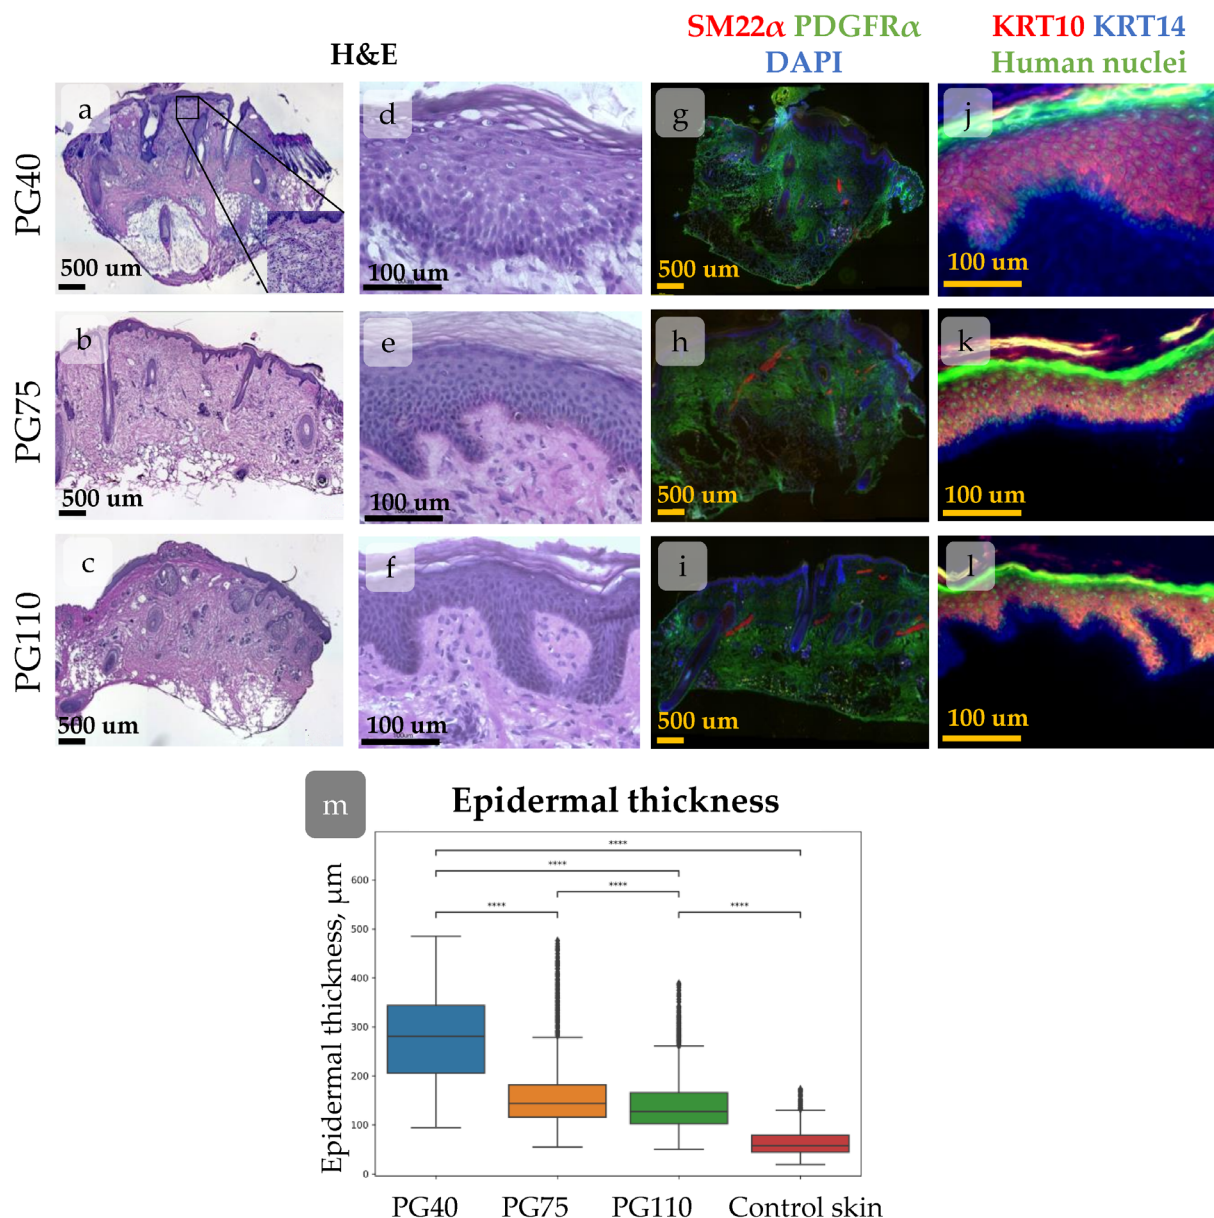 H&E
SM22α PDGFRα
DAPI
KRT10 KRT14
Human nuclei
PG40
a
500 um
d
100 um
g
500 um
j
100 um
PG75
b
500 um
e
100 um
h
500 um
k
100 um
PG110
c
500 um
f
100 um
i
500 um
l
100 um
m
Epidermal thickness
Epidermal thickness, μm
600
500
400
300
200
100
0
****
****
****
****
****
PG40 PG75 PG110 Control skin